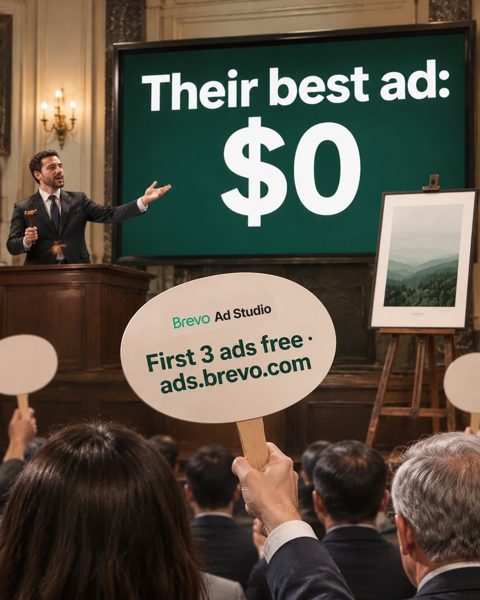 Their best ad:
$0
Brevo Ad Studio
First 3 ads free ·
ads.brevo.com